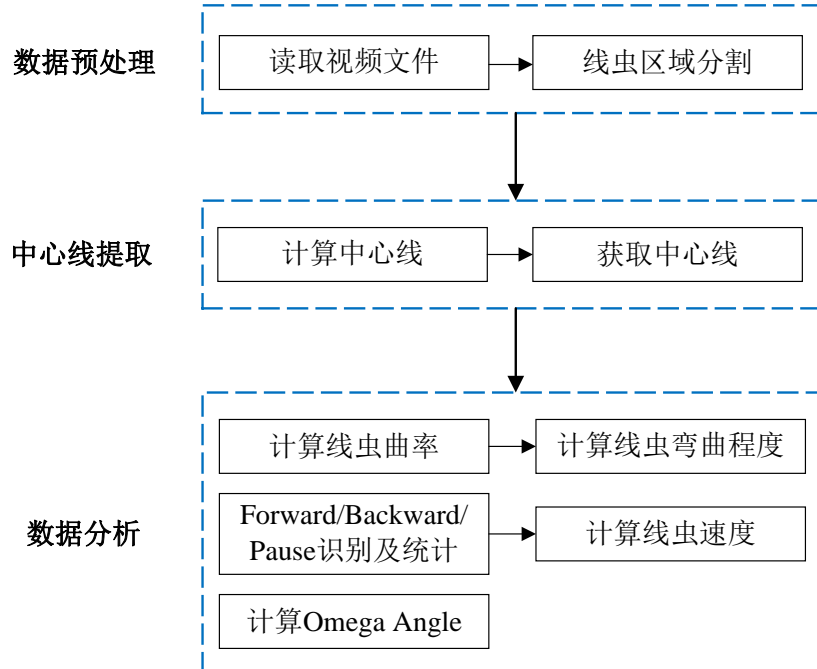 数据预处理
读取视频文件
线虫区域分割
中心线提取
计算中心线
获取中心线
数据分析
计算线虫曲率
计算线虫弯曲程度
Forward/Backward/
Pause识别及统计
计算线虫速度
计算Omega Angle